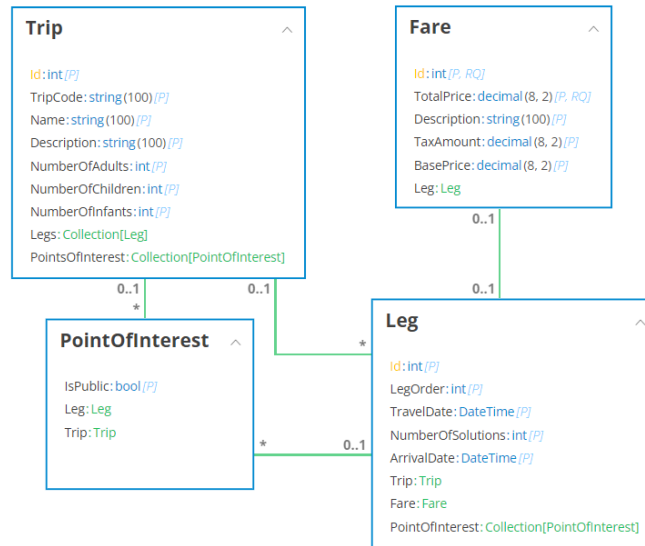 Trip
Id:int[P]
TripCode:string(100)[P]
Name:string(100)[P]
Description:string(100)[P]
NumberOfAdults:int[P]
NumberOfChildren:int[P]
NumberOfInfants:int[P]
Legs:Collection[Leg]
PointsOfInterest:Collection[PointOfInterest]
Fare
Id:int[P, RQ]
TotalPrice:decimal(8, 2)[P, RQ]
Description:string(100)[P]
TaxAmount:decimal(8, 2)[P]
BasePrice:decimal(8, 2)[P]
Leg:Leg
0..1
0..1
0..1
*
0..1
*
PointOfInterest
IsPublic:bool[P]
Leg:Leg
Trip:Trip
*
0..1
Leg
Id:int[P]
LegOrder:int[P]
TravelDate:DateTime[P]
NumberOfSolutions:int[P]
ArrivalDate:DateTime[P]
Trip:Trip
Fare:Fare
PointOfInterest:Collection[PointOfInterest]